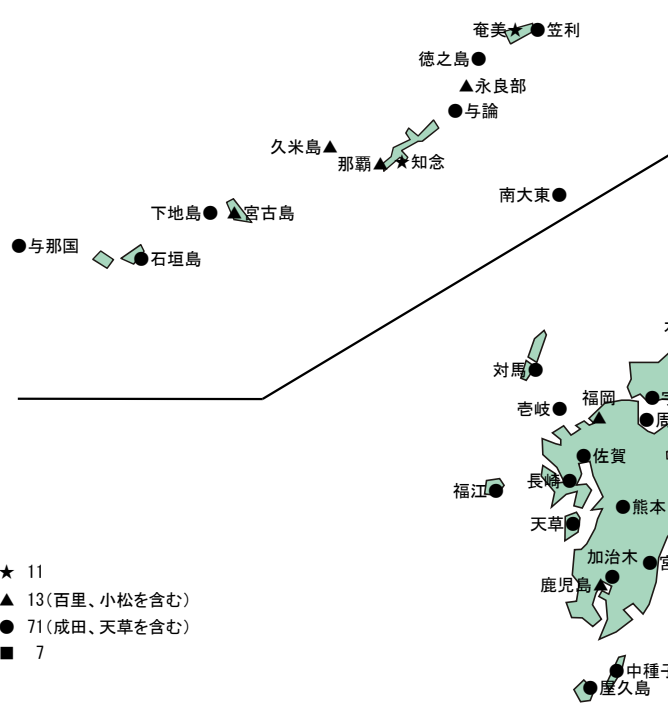 奄美★●笠利
徳之島●
▲永良部
●与論
久米島▲
那覇▲ ★知念
南大東●
下地島● ▲宮古島
●与那国
●石垣島
対馬●
福岡
壱岐●
●佐賀
長崎●
福江●
●熊本
天草●
加治木
鹿児島▲
●屋久島
★ 11
▲ 13(百里、小松を含む)
● 71(成田、天草を含む)
■ 7